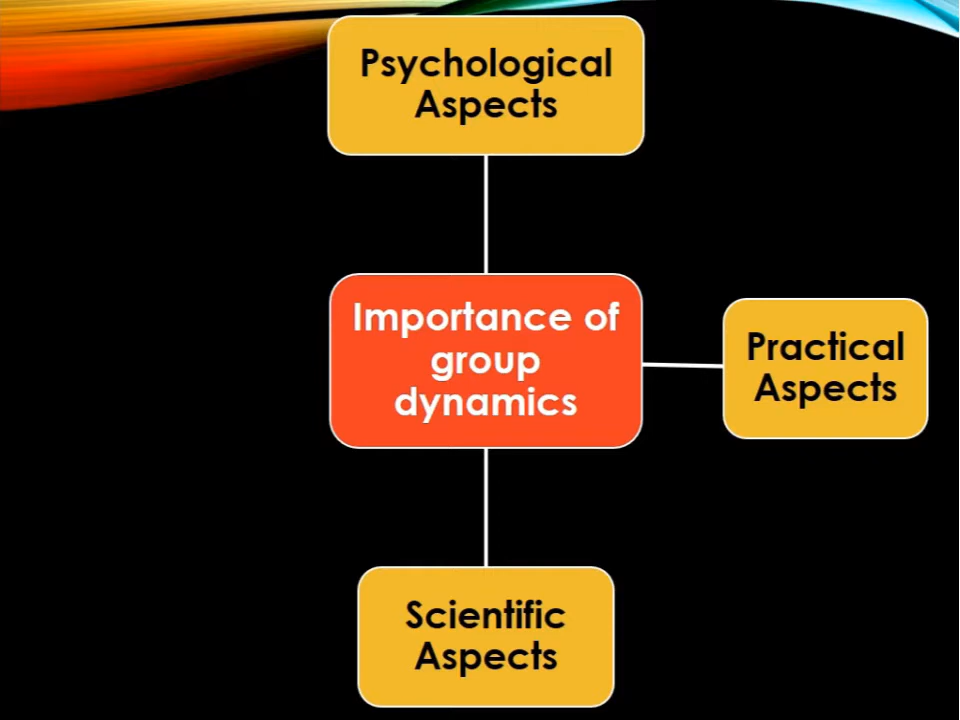 Psychological
Aspects
Importance of
group
dynamics
Practical
Aspects
Scientific
Aspects